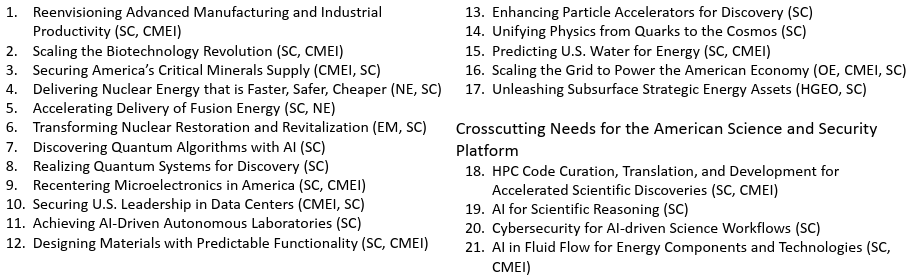 1. Reenvisioning Advanced Manufacturing and Industrial
Productivity (SC, CMEI)
2. Scaling the Biotechnology Revolution (SC, CMEI)
3. Securing America's Critical Minerals Supply (CMEI, SC)
4. Delivering Nuclear Energy that is Faster, Safer, Cheaper (NE, SC)
5. Accelerating Delivery of Fusion Energy (SC, NE)
6. Transforming Nuclear Restoration and Revitalization (EM, SC)
7. Discovering Quantum Algorithms with AI (SC)
8. Realizing Quantum Systems for Discovery (SC)
9. Recentering Microelectronics in America (SC, CMEI)
10. Securing U.S. Leadership in Data Centers (CMEI, SC)
11. Achieving AI-Driven Autonomous Laboratories (SC)
12. Designing Materials with Predictable Functionality (SC, CMEI)
13. Enhancing Particle Accelerators for Discovery (SC)
14. Unifying Physics from Quarks to the Cosmos (SC)
15. Predicting U.S. Water for Energy (SC, CMEI)
16. Scaling the Grid to Power the American Economy (OE, CMEI, SC)
17. Unleashing Subsurface Strategic Energy Assets (HGEO, SC)
Crosscutting Needs for the American Science and Security
Platform
18. HPC Code Curation, Translation, and Development for
Accelerated Scientific Discoveries (SC, CMEI)
19. AI for Scientific Reasoning (SC)
20. Cybersecurity for AI-driven Science Workflows (SC)
21. AI in Fluid Flow for Energy Components and Technologies (SC,
CMEI)